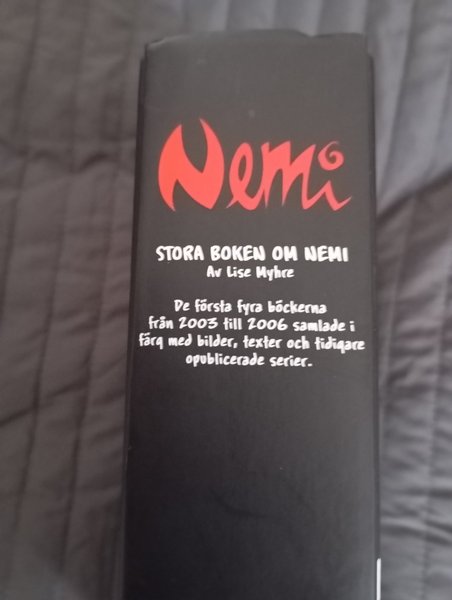 Nemi
STORA BOKEN OM NEMI
Av Lise Myhre
De första fyra böckerna
från 2003 till 2006 samlade i
färg med bilder, texter och tidigare
opublicerade serier.